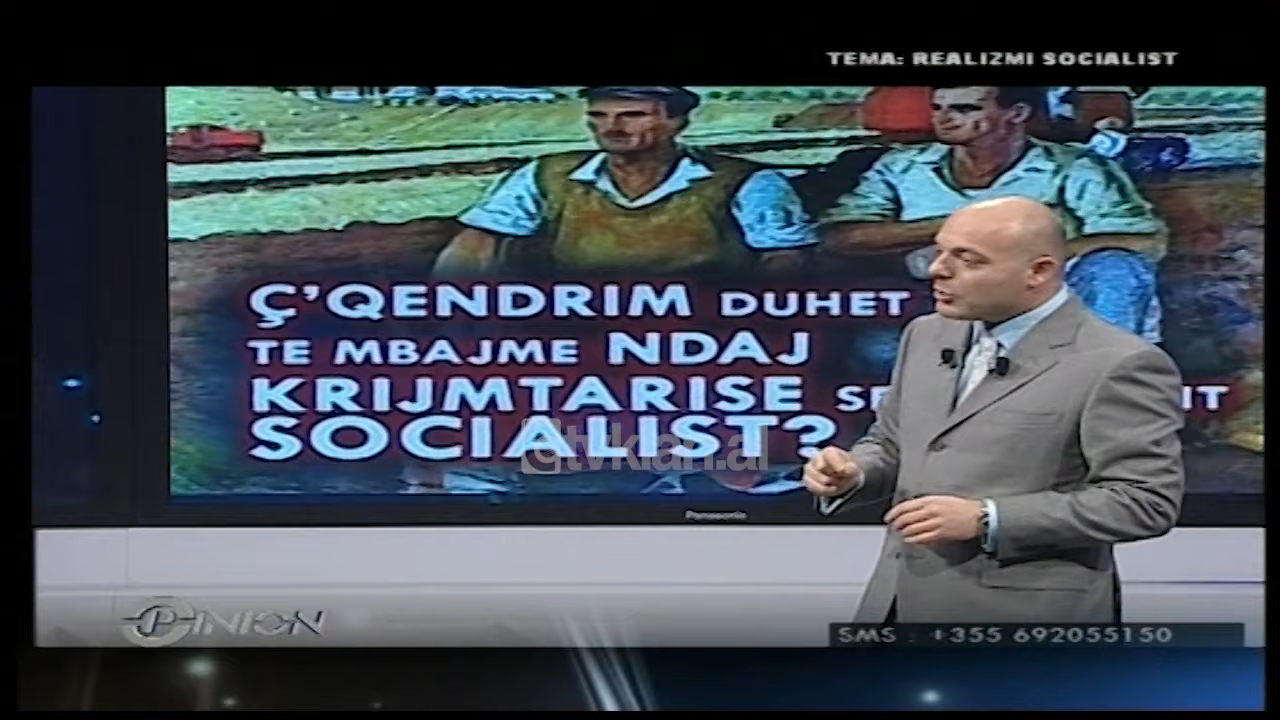 TEMA: REALIZMI SOCIALIST
Ç'QENDRIM DUHET
TE MBAJME NDAJ
KRIJMTARISE
SOCIALIST?
tvklan.al
Panasonic
OPINION
SMS : +355 692055150